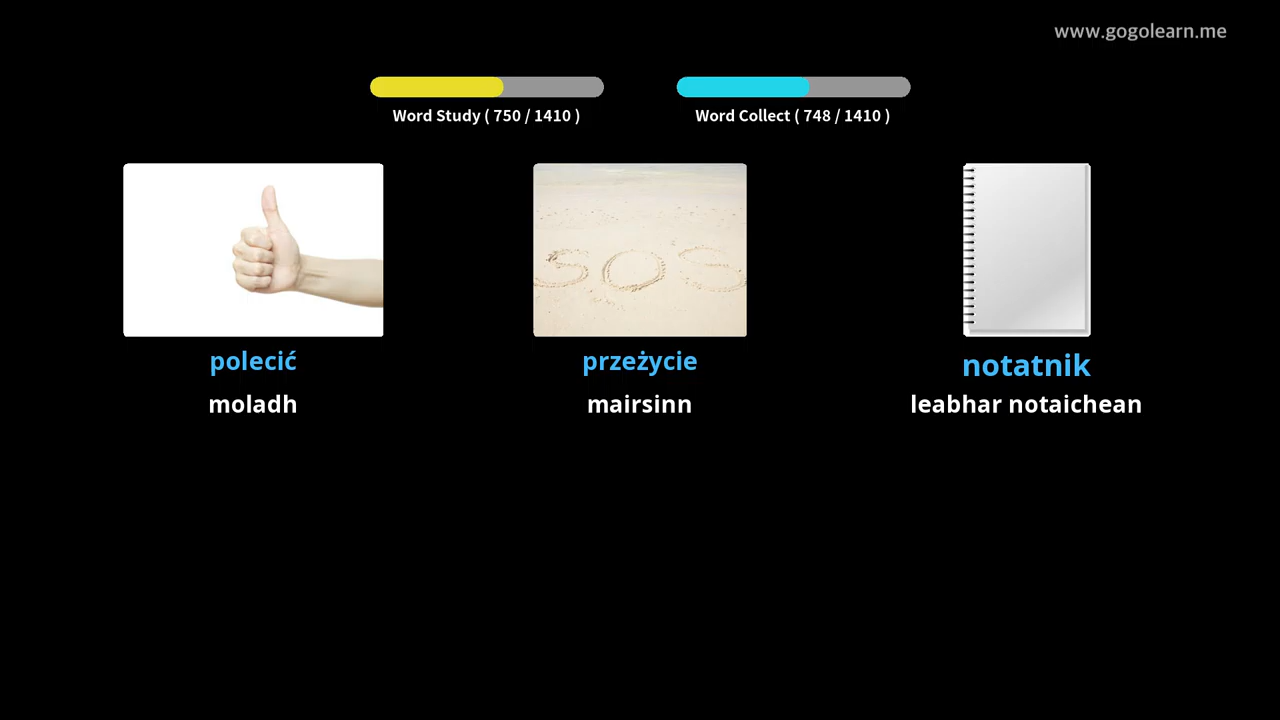 www.gogolearn.me
Word Study ( 750 / 1410 )
Word Collect ( 748 / 1410 )
SOS
polecić
przeżycie
notatnik
moladh
mairsinn
leabhar notaichean